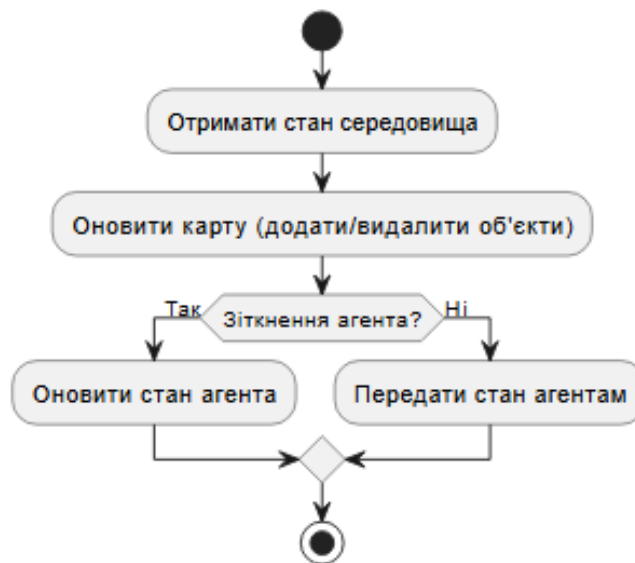 Отримати стан середовища
Оновити карту (додати/видалити об'єкти)
Так
Зіткнення агента?
Ні
Оновити стан агента
Передати стан агентам